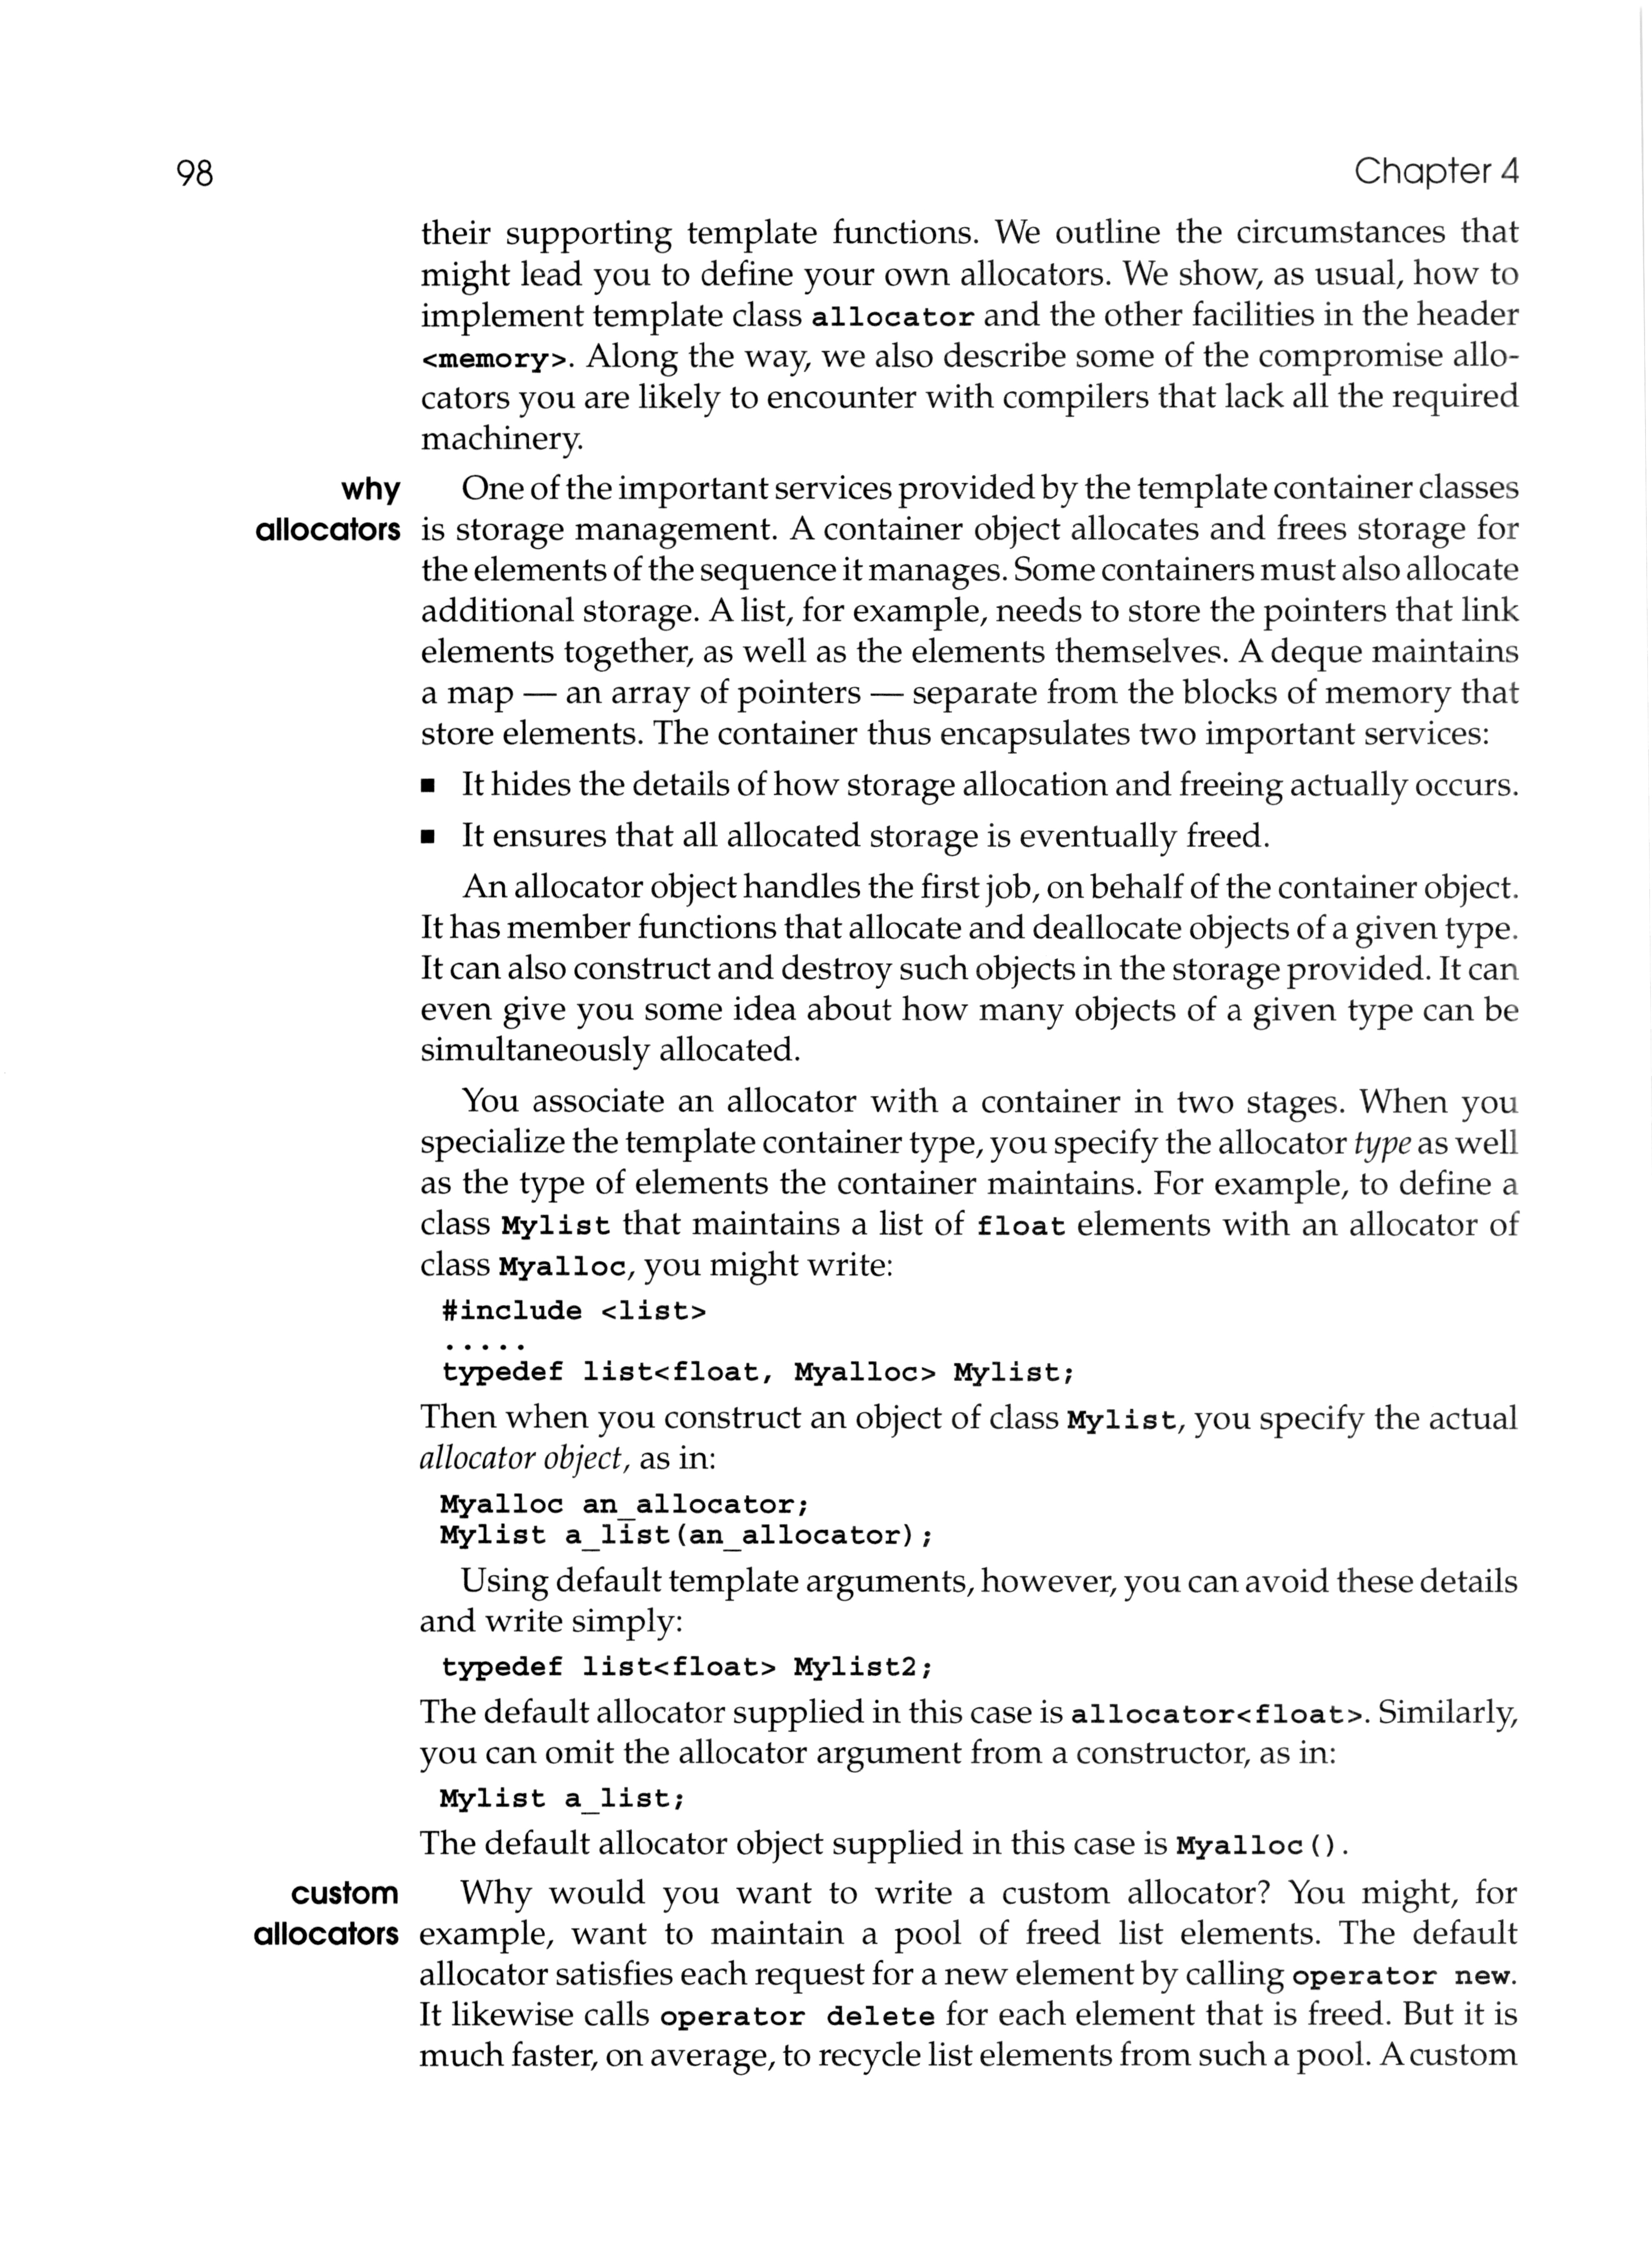 98
Chapter 4
their supporting template functions. We outline the circumstances that
might lead you to define your own allocators. We show, as usual, how to
implement template class allocator and the other facilities in the header
<memory>. Along the way, we also describe some of the compromise allo-
cators you are likely to encounter with compilers that lack all the required
machinery.
why
allocators
One of the important services provided by the template container classes
is storage management. A container object allocates and frees storage for
the elements of the sequence it manages. Some containers must also allocate
additional storage. A list, for example, needs to store the pointers that link
elements together, as well as the elements themselves. A deque maintains
a map — an array of pointers — separate from the blocks of memory that
store elements. The container thus encapsulates two important services:
■ It hides the details of how storage allocation and freeing actually occurs.
■ It ensures that all allocated storage is eventually freed.
An allocator object handles the first job, on behalf of the container object.
It has member functions that allocate and deallocate objects of a given type.
It can also construct and destroy such objects in the storage provided. It can
even give you some idea about how many objects of a given type can be
simultaneously allocated.
You associate an allocator with a container in two stages. When you
specialize the template container type, you specify the allocator type as well
as the type of elements the container maintains. For example, to define a
class Mylist that maintains a list of float elements with an allocator of
class Myalloc, you might write:
#include <list>
.....
typedef list<float, Myalloc> Mylist;
Then when you construct an object of class Mylist, you specify the actual
allocator object, as in:
Myalloc an_allocator;
Mylist a_list(an_allocator);
Using default template arguments, however, you can avoid these details
and write simply:
typedef list<float> Mylist2;
The default allocator supplied in this case is allocator<float>. Similarly,
you can omit the allocator argument from a constructor, as in:
Mylist a_list;
The default allocator object supplied in this case is Myalloc().
custom
allocators
Why would you want to write a custom allocator? You might, for
example, want to maintain a pool of freed list elements. The default
allocator satisfies each request for a new element by calling operator new.
It likewise calls operator delete for each element that is freed. But it is
much faster, on average, to recycle list elements from such a pool. A custom